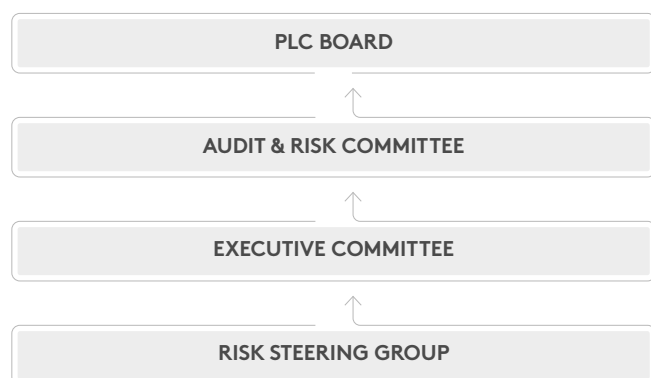 PLC BOARD
AUDIT & RISK COMMITTEE
EXECUTIVE COMMITTEE
RISK STEERING GROUP